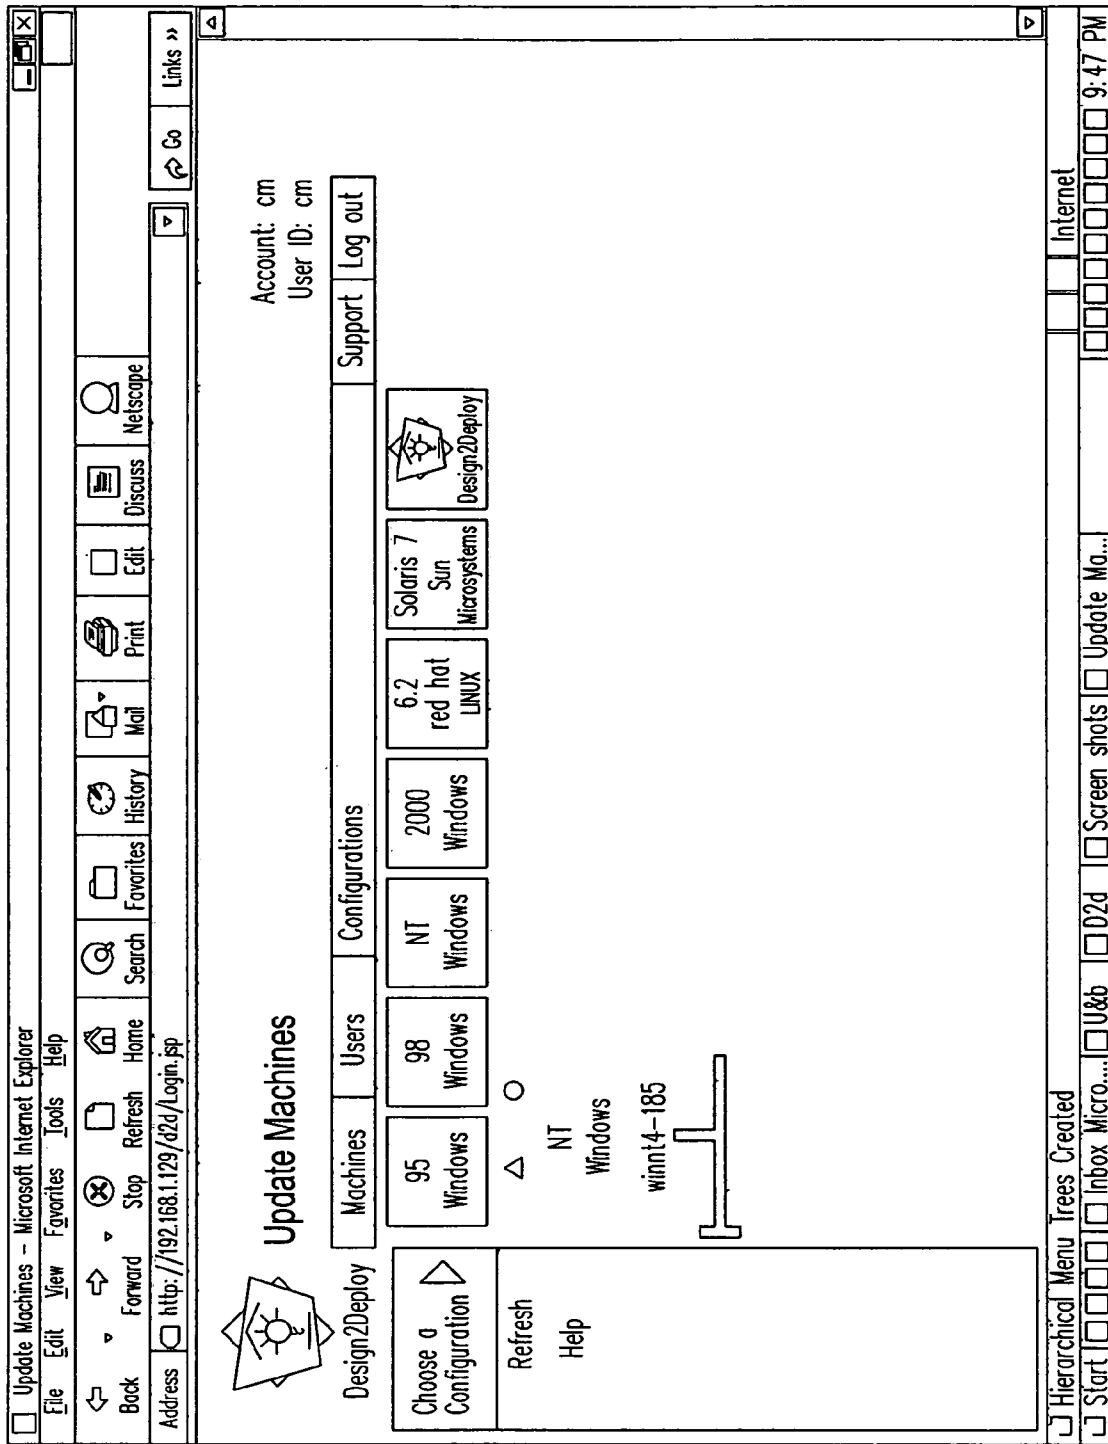 Update Machines – Microsoft Internet Explorer
File Edit View Favorites Tools Help
Back Forward Stop Refresh Home Search Favorites History Mail Print Edit Discuss Netscape
Address http://192.168.1.129/d2d/Login.jsp Go Links »
Account: cm
User ID: cm
Update Machines
Design2Deploy
Machines Users Configurations Support Log out
Choose a
Configuration
Refresh
Help
95
Windows
98
Windows
NT
Windows
2000
Windows
6.2
red hat
LINUX
Solaris 7
Sun
Microsystems
Design2Deploy
NT
Windows
winnt4-185
Hierarchical Menu Trees Created Internet
Start Inbox Micro... U&b D2d Screen shots Update Ma... 9:47 PM